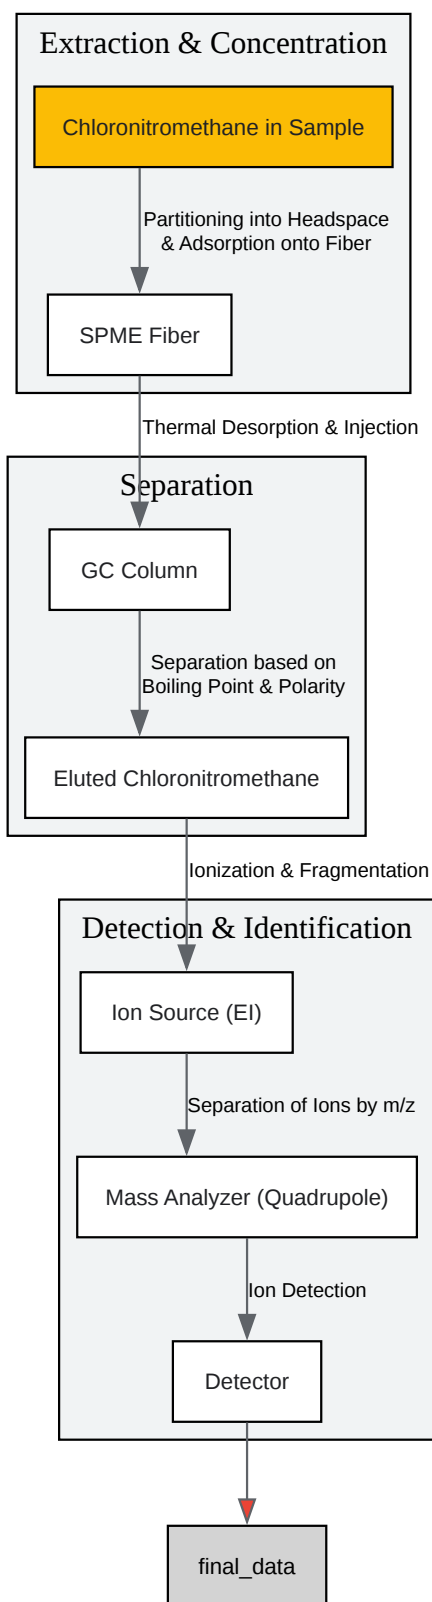 Extraction & Concentration
Chloronitromethane in Sample
Partitioning into Headspace
& Adsorption onto Fiber
SPME Fiber
Thermal Desorption & Injection
Separation
GC Column
Separation based on
Boiling Point & Polarity
Eluted Chloronitromethane
Ionization & Fragmentation
Detection & Identification
Ion Source (EI)
Separation of Ions by m/z
Mass Analyzer (Quadrupole)
Ion Detection
Detector
final_data